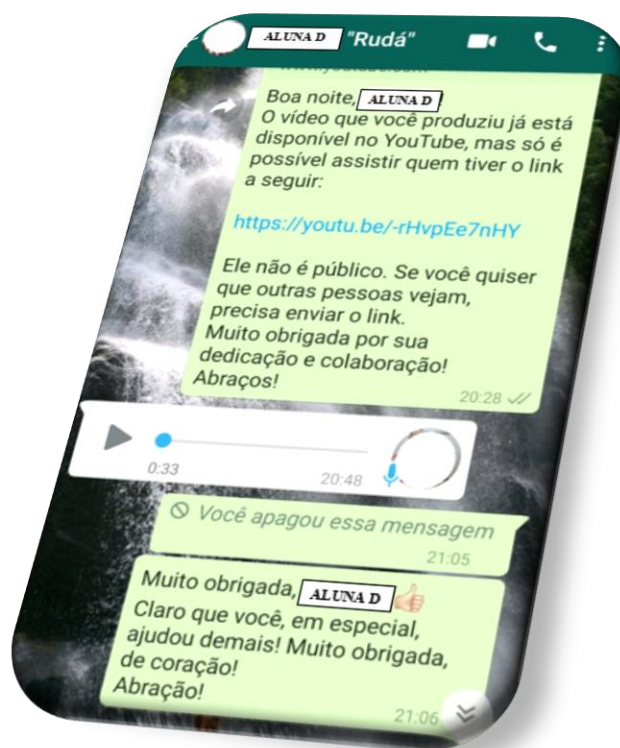 ALUNA D "Rudá"
Boa noite, ALUNA D
O vídeo que você produziu já está
disponível no YouTube, mas só é
possível assistir quem tiver o link
a seguir:
https://youtu.be/-rHvpEe7nHY
Ele não é público. Se você quiser
que outras pessoas vejam,
precisa enviar o link.
Muito obrigada por sua
dedicação e colaboração!
Abraços!
20:28
0:33
20:48
Você apagou essa mensagem
21:05
Muito obrigada, ALUNA D
Claro que você, em especial,
ajudou demais! Muito obrigada,
de coração!
Abração!
21:06